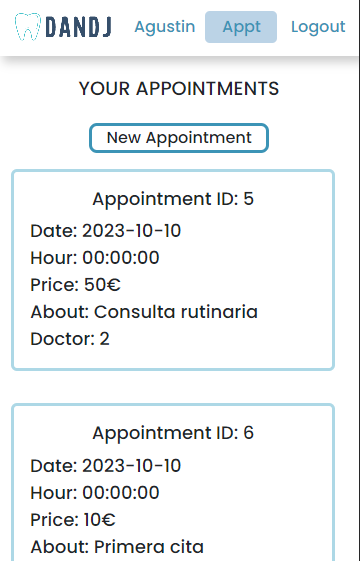 DANDJ Agustin Appt Logout
YOUR APPOINTMENTS
New Appointment
Appointment ID: 5
Date: 2023-10-10
Hour: 00:00:00
Price: 50€
About: Consulta rutinaria
Doctor: 2
Appointment ID: 6
Date: 2023-10-10
Hour: 00:00:00
Price: 10€
About: Primera cita